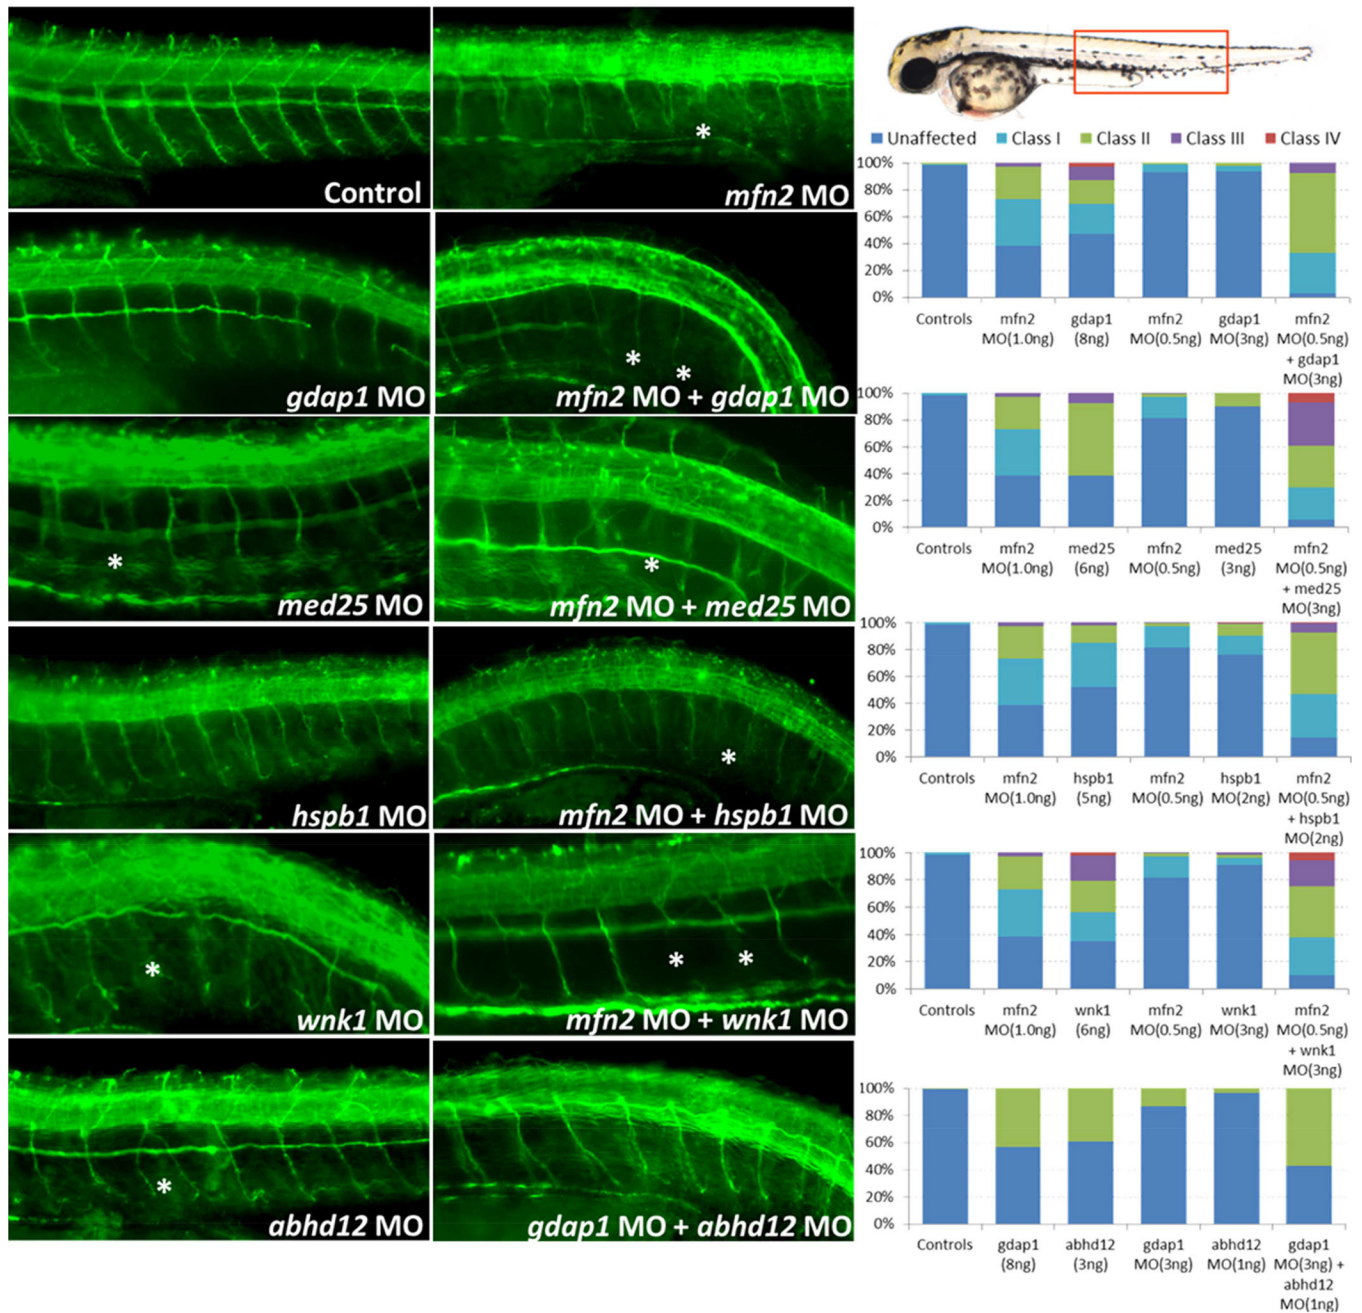 Control
mfn2 MO
gdap1 MO
mfn2 MO + gdap1 MO
*
*
*
med25 MO
mfn2 MO + med25 MO
*
*
hspb1 MO
mfn2 MO + hspb1 MO
*
wnk1 MO
mfn2 MO + wnk1 MO
*
*
*
abhd12 MO
gdap1 MO + abhd12 MO
*
Unaffected Class I Class II Class III Class IV
100%
80%
60%
40%
20%
0%
Controls mfn2 gdap1 mfn2 gdap1 mfn2
MO(1.0ng) (8ng) MO(0.5ng) MO(3ng) MO(0.5ng)
+ gdap1
MO(3ng)
100%
80%
60%
40%
20%
0%
Controls mfn2 med25 mfn2 med25 mfn2
MO(1.0ng) (6ng) MO(0.5ng) (3ng) MO(0.5ng)
+ med25
MO(3ng)
100%
80%
60%
40%
20%
0%
Controls mfn2 hspb1 mfn2 hspb1 mfn2
MO(1.0ng) (5ng) MO(0.5ng) MO(2ng) MO(0.5ng)
+ hspb1
MO(2ng)
100%
80%
60%
40%
20%
0%
Controls mfn2 wnk1 mfn2 wnk1 mfn2
MO(1.0ng) (6ng) MO(0.5ng) MO(3ng) MO(0.5ng)
+ wnk1
MO(3ng)
100%
80%
60%
40%
20%
0%
Controls gdap1 abhd12 gdap1 abhd12 gdap1
(8ng) (3ng) MO(3ng) MO(1ng) MO(3ng) +
abhd12
MO(1ng)